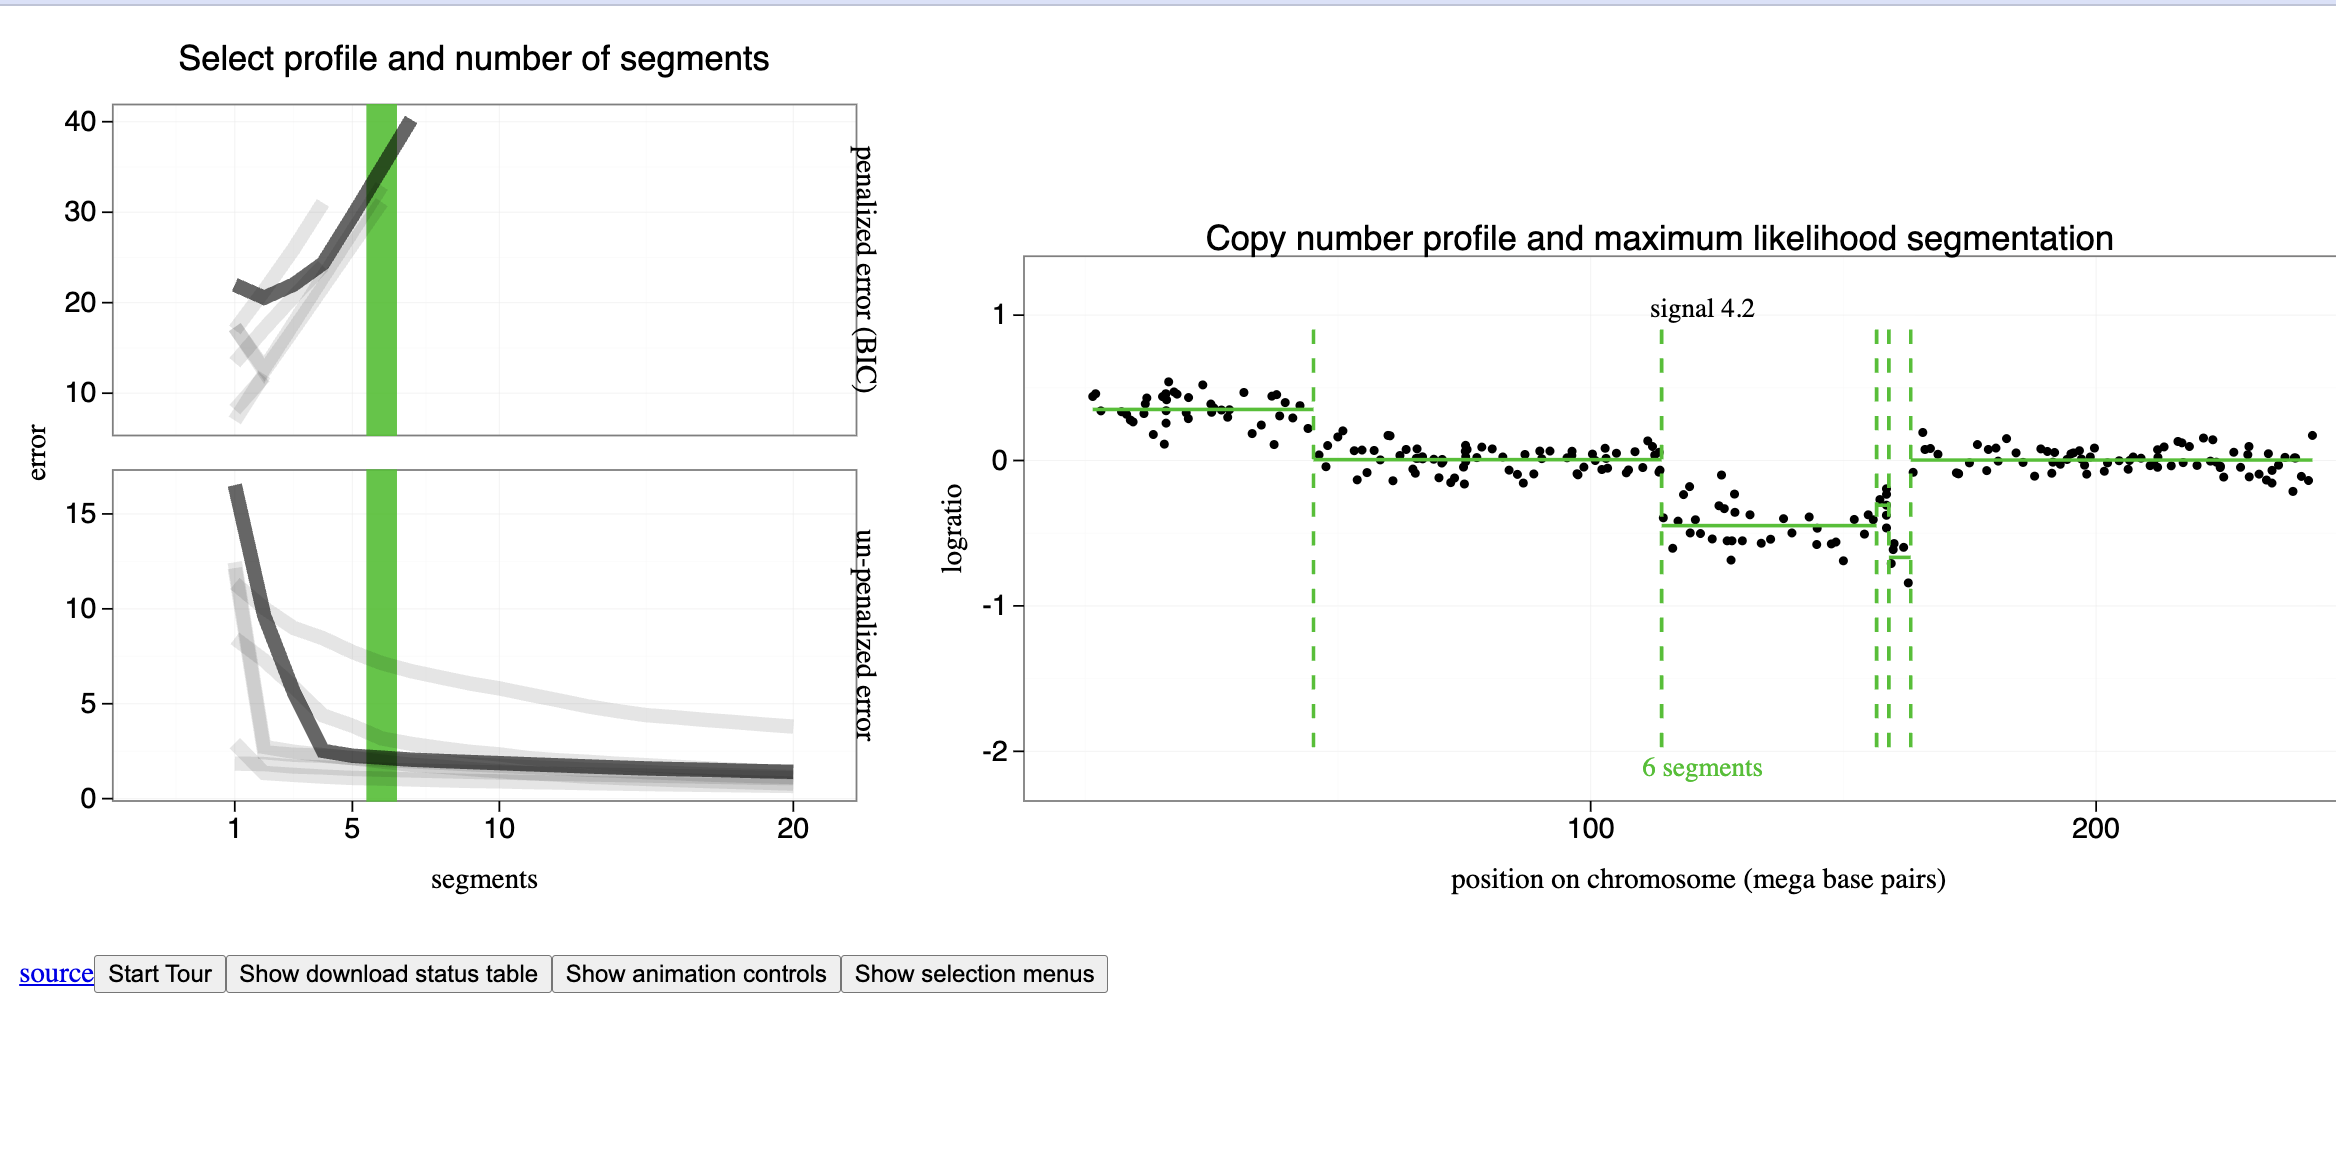 Select profile and number of segments
40
30
20
10
penalized error (BIC)
error
15
10
5
0
un-penalized error
1 5 10 20
segments
Copy number profile and maximum likelihood segmentation
signal 4.2
1
0
-1
-2
logratio
6 segments
100 200
position on chromosome (mega base pairs)
source Start Tour Show download status table Show animation controls Show selection menus